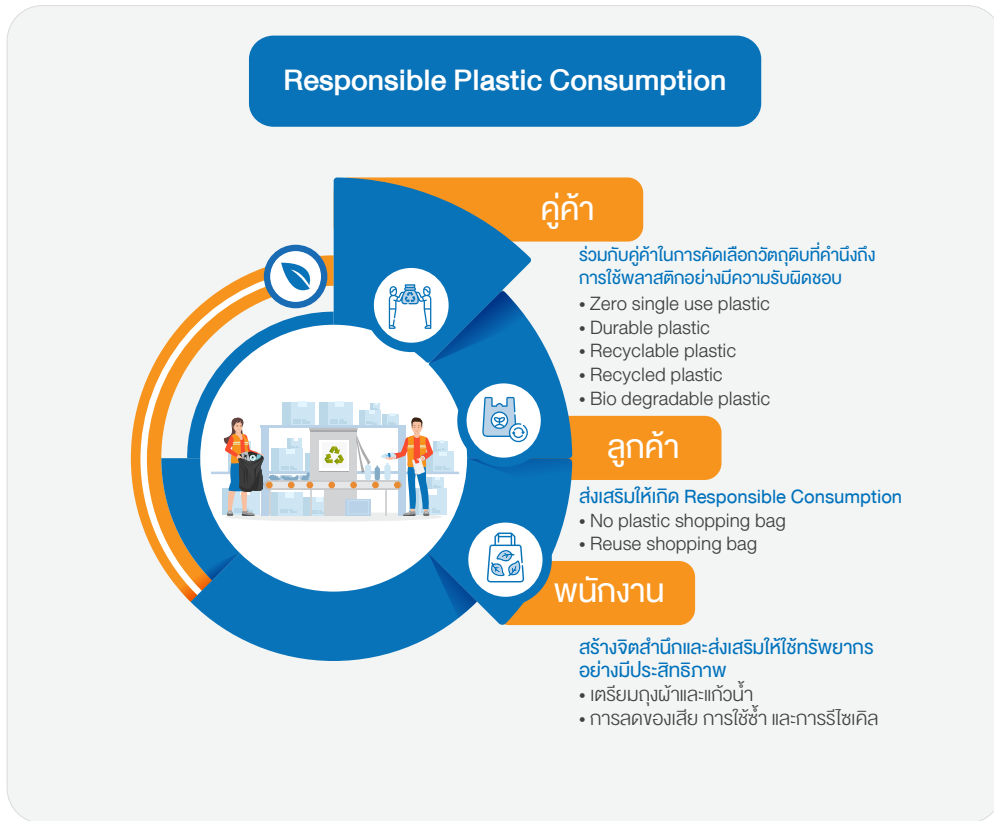 Responsible Plastic Consumption
คู่ค้า
ร่วมกับคู่ค้าในการคัดเลือกวัตถุดิบที่คำนึงถึง
การใช้พลาสติกอย่างมีความรับผิดชอบ
• Zero single use plastic
• Durable plastic
• Recyclable plastic
• Recycled plastic
• Bio degradable plastic
ลูกค้า
ส่งเสริมให้เกิด Responsible Consumption
• No plastic shopping bag
• Reuse shopping bag
พนักงาน
สร้างจิตสำนึกและส่งเสริมให้ใช้ทรัพยากร
อย่างมีประสิทธิภาพ
• เตรียมถุงผ้าและแก้วน้ำ
• การลดของเสีย การใช้ซ้ำ และการรีไซเคิล